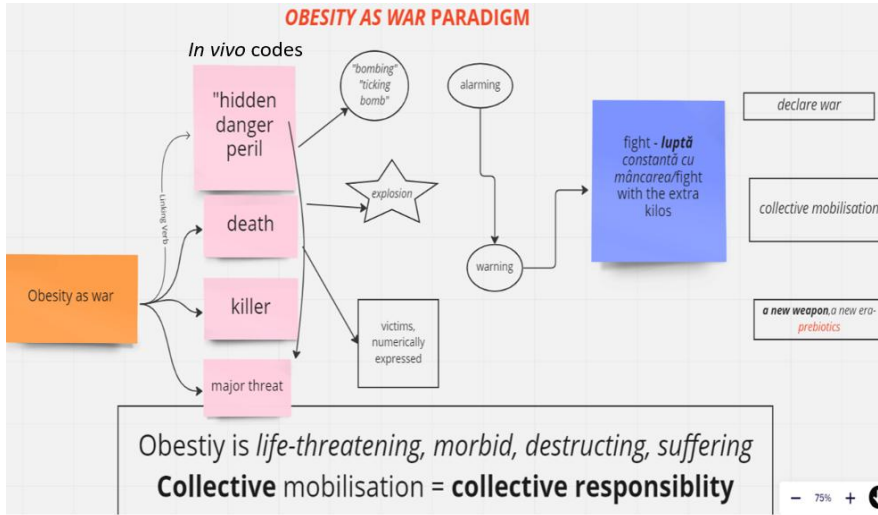 OBESITY AS WAR PARADIGM
In vivo codes
"hidden
danger
peril
"bombing"
"ticking
bomb"
alarming
declare war
fight - luptă
constantă cu
mâncarea/fight
with the extra
kilos
Linking Verb
explosion
death
collective mobilisation
warning
Obesity as war
killer
victims,
numerically
expressed
a new weapon,a new era-
prebiotics
major threat
Obestiy is life-threatening, morbid, destructing, suffering
Collective mobilisation = collective responsiblity
75%